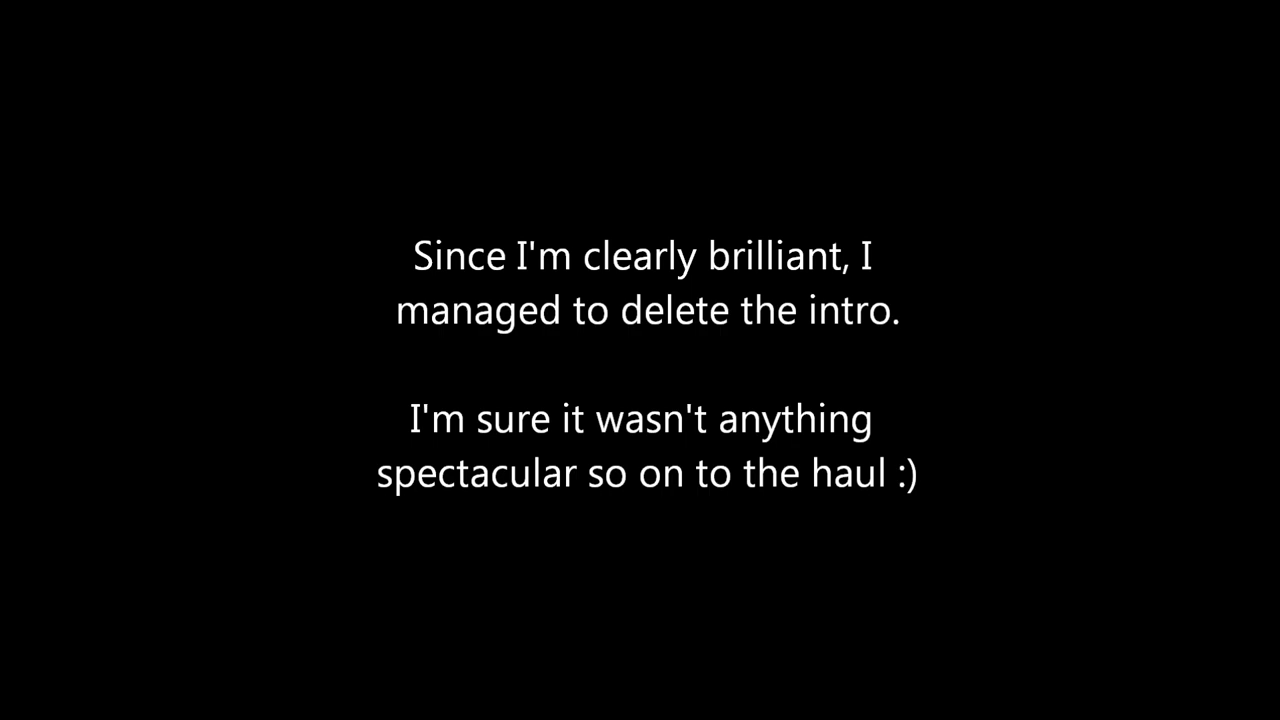 Since I'm clearly brilliant, I
managed to delete the intro.
I'm sure it wasn't anything
spectacular so on to the haul :)